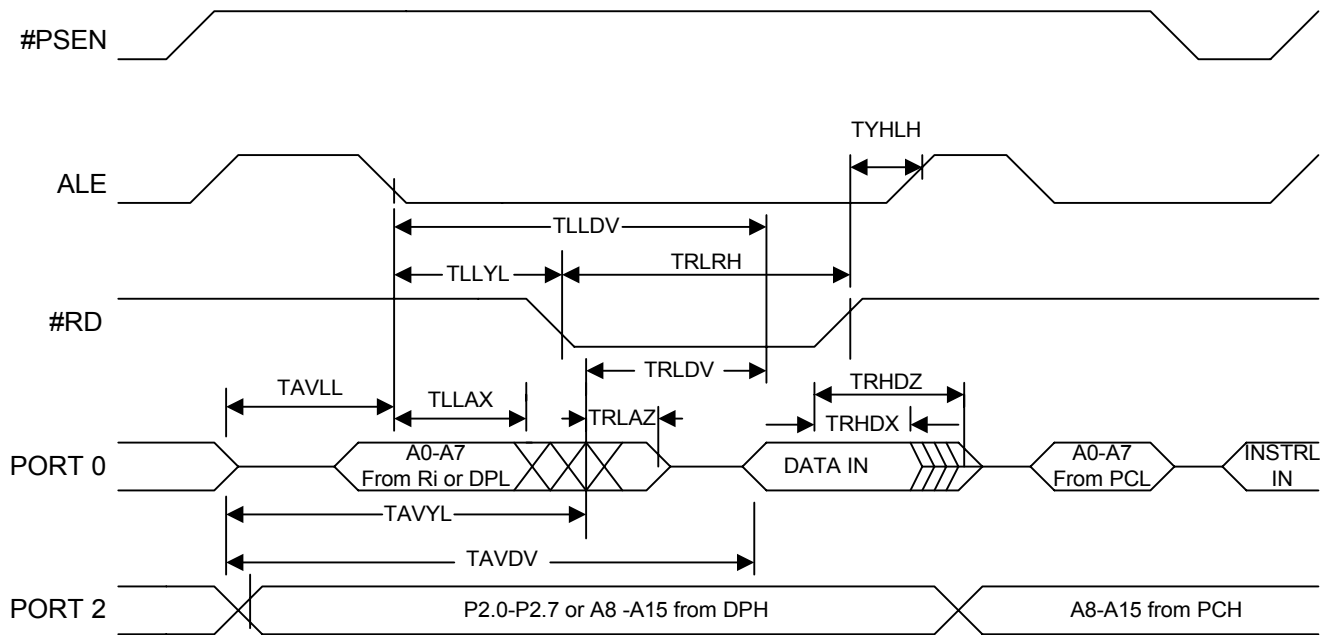 #PSEN
TYHLH
ALE
TLLDV
TLLYL
TRLRH
#RD
TRLDV
TAVLL
TLLAX
TRLAZ
TRHDZ
TRHDX
PORT 0
A0-A7
From Ri or DPL
DATA IN
A0-A7
From PCL
INSTRL
IN
TAVYL
TAVDV
PORT 2
P2.0-P2.7 or A8 -A15 from DPH
A8-A15 from PCH